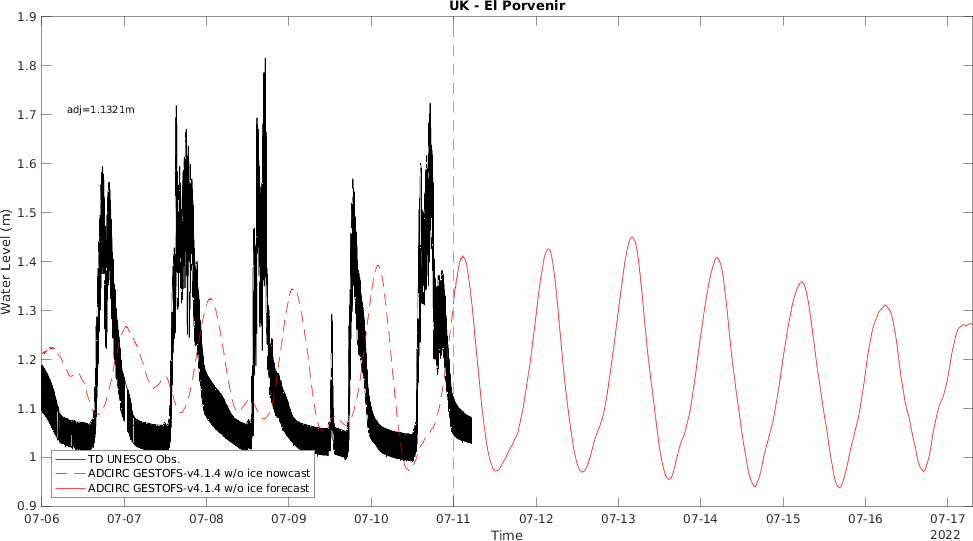 UK - El Porvenir
1.9
1.8
1.7
1.6
1.5
1.4
1.3
1.2
1.1
1
0.9
Water Level (m)
adj=1.1321m
TD UNESCO Obs.
ADCIRC GESTOFS-v4.1.4 w/o ice nowcast
ADCIRC GESTOFS-v4.1.4 w/o ice forecast
07-06 07-07 07-08 07-09 07-10 07-11 07-12 07-13 07-14 07-15 07-16 07-17
Time
2022